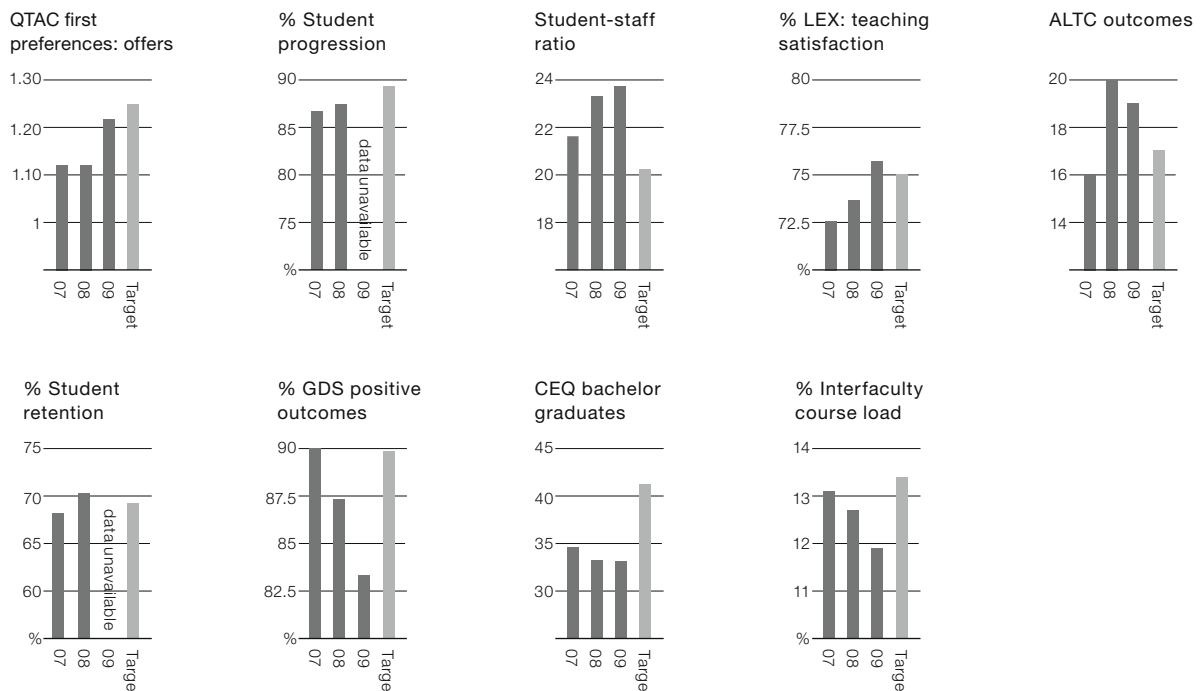 QTAC first
preferences: offers
1.30
1.20
1.10
1
07
08
09
Target
% Student
progression
90
85
80
75
%
data unavailable
07
08
09
Target
Student-staff
ratio
24
22
20
18
07
08
09
Target
% LEX: teaching
satisfaction
80
77.5
75
72.5
%
07
08
09
Target
ALTC outcomes
20
18
16
14
07
08
09
Target
% Student
retention
75
70
65
60
%
data unavailable
07
08
09
Targe
% GDS positive
outcomes
90
87.5
85
82.5
%
07
08
09
Targe
CEQ bachelor
graduates
45
40
35
30
07
08
09
Targe
% Interfaculty
course load
14
13
12
11
%
07
08
09
Targe